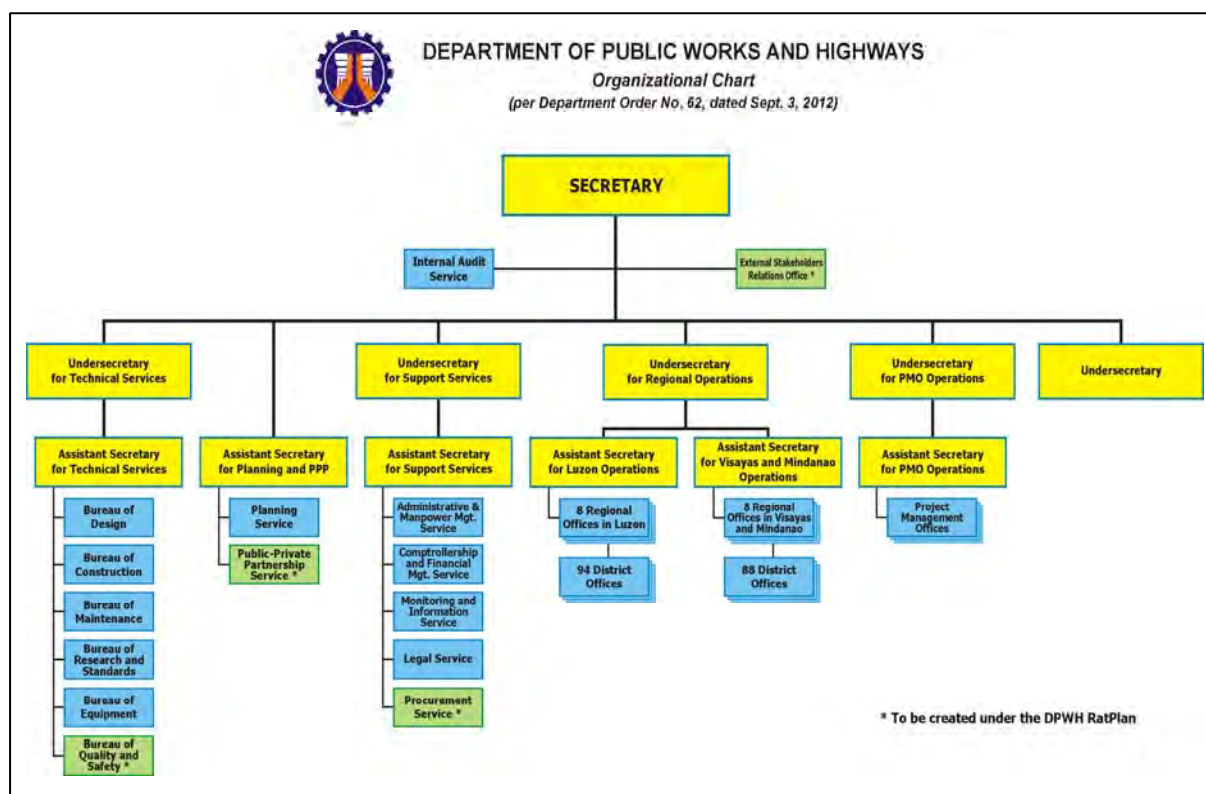 DEPARTMENT OF PUBLIC WORKS AND HIGHWAYS
Organizational Chart
(per Department Order No. 62, dated Sept. 3, 2012)
SECRETARY
Internal Audit
Service
External Stakeholders
Relations Office *
Undersecretary
for Technical Services
Undersecretary
for Support Services
Undersecretary
for Regional Operations
Undersecretary
for PMO Operations
Undersecretary
Assistant Secretary
for Technical Services
Assistant Secretary
for Planning and PPP
Assistant Secretary
for Support Services
Assistant Secretary
for Luzon Operations
Assistant Secretary
for Visayas and Mindanao
Operations
Assistant Secretary
for PMO Operations
Bureau of
Design
Bureau of
Construction
Bureau of
Maintenance
Bureau of
Research and
Standards
Bureau of
Equipment
Bureau of
Quality and
Safety *
Planning
Service
Public-Private
Partnership
Service *
Administrative &
Manpower Mgt.
Service
Comptrollership
and Financial
Mgt. Service
Monitoring and
Information
Service
Legal Service
Procurement
Service *
8 Regional
Offices in Luzon
94 District
Offices
8 Regional
Offices in Visayas
and Mindanao
88 District
Offices
Project
Management
Offices
* To be created under the DPWH RatPlan